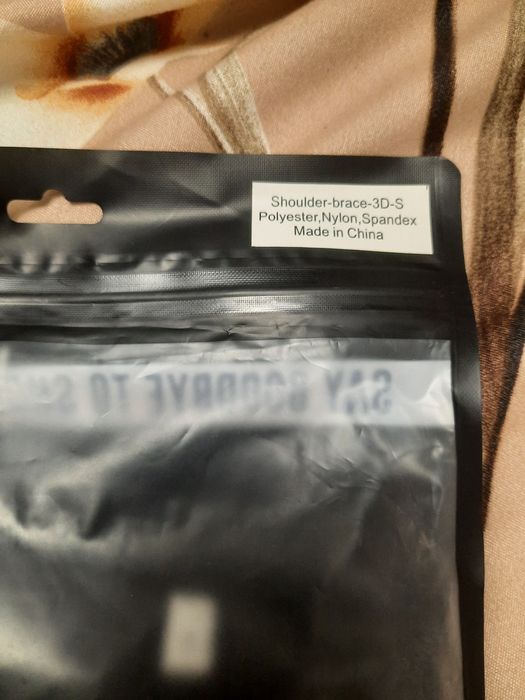 Shoulder-brace-3D-S
Polyester,Nylon,Spandex
Made in China
SAY GOODBYE TO